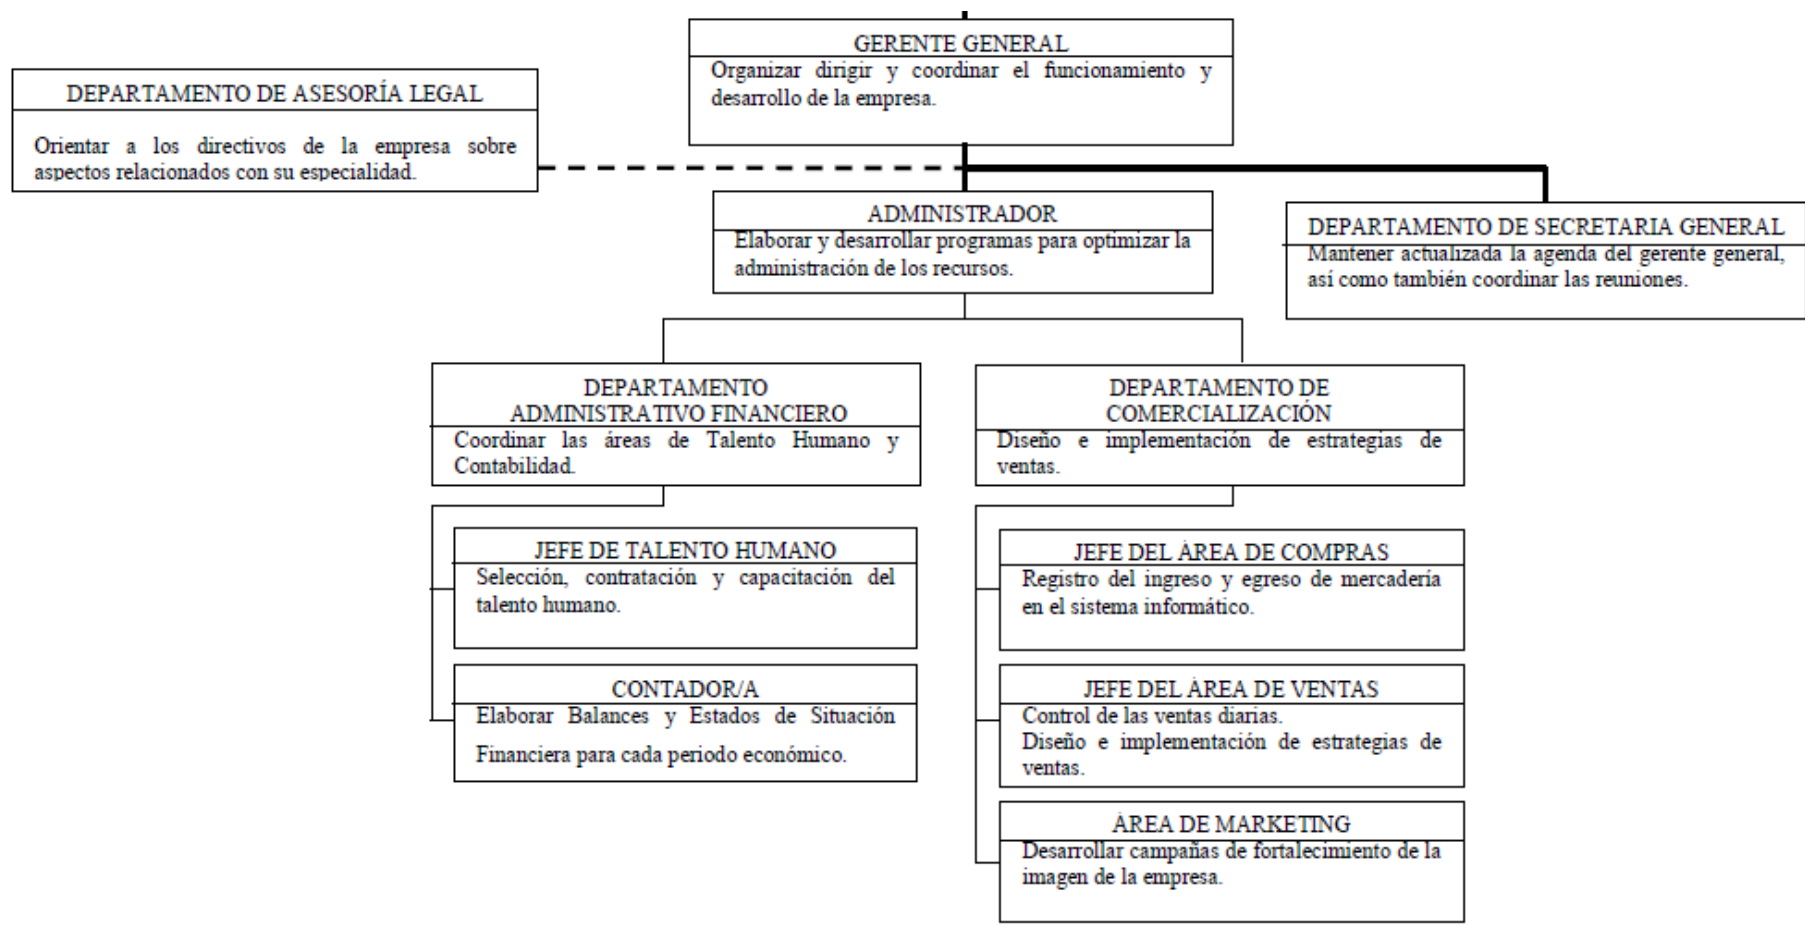 GERENTE GENERAL
Organizar dirigir y coordinar el funcionamiento y
desarrollo de la empresa.
DEPARTAMENTO DE ASESORÍA LEGAL
Orientar a los directivos de la empresa sobre
aspectos relacionados con su especialidad.
ADMINISTRADOR
Elaborar y desarrollar programas para optimizar la
administración de los recursos.
DEPARTAMENTO DE SECRETARIA GENERAL
Mantener actualizada la agenda del gerente general,
así como también coordinar las reuniones.
DEPARTAMENTO
ADMINISTRATIVO FINANCIERO
Coordinar las áreas de Talento Humano y
Contabilidad.
DEPARTAMENTO DE
COMERCIALIZACIÓN
Diseño e implementación de estrategias de
ventas.
JEFE DE TALENTO HUMANO
Selección, contratación y capacitación del
talento humano.
CONTADOR/A
Elaborar Balances y Estados de Situación
Financiera para cada periodo económico.
JEFE DEL ÁREA DE COMPRAS
Registro del ingreso y egreso de mercadería
en el sistema informático.
JEFE DEL ÁREA DE VENTAS
Control de las ventas diarias.
Diseño e implementación de estrategias de
ventas.
ÁREA DE MARKETING
Desarrollar campañas de fortalecimiento de la
imagen de la empresa.